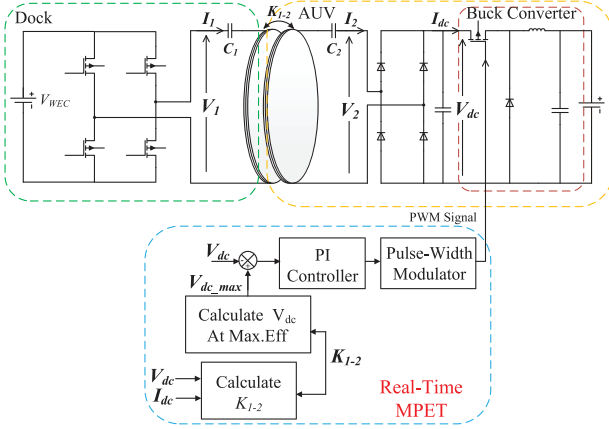 Dock
AUV
Buck Converter
I1
K1-2
I2
Idc
C1
C2
VWEC
V1
V2
Vdc
PWM Signal
Vdc
PI Controller
Pulse-Width Modulator
Vdc_max
Calculate Vdc
At Max.Eff
K1-2
Vdc
Idc
Calculate
K1-2
Real-Time
MPET